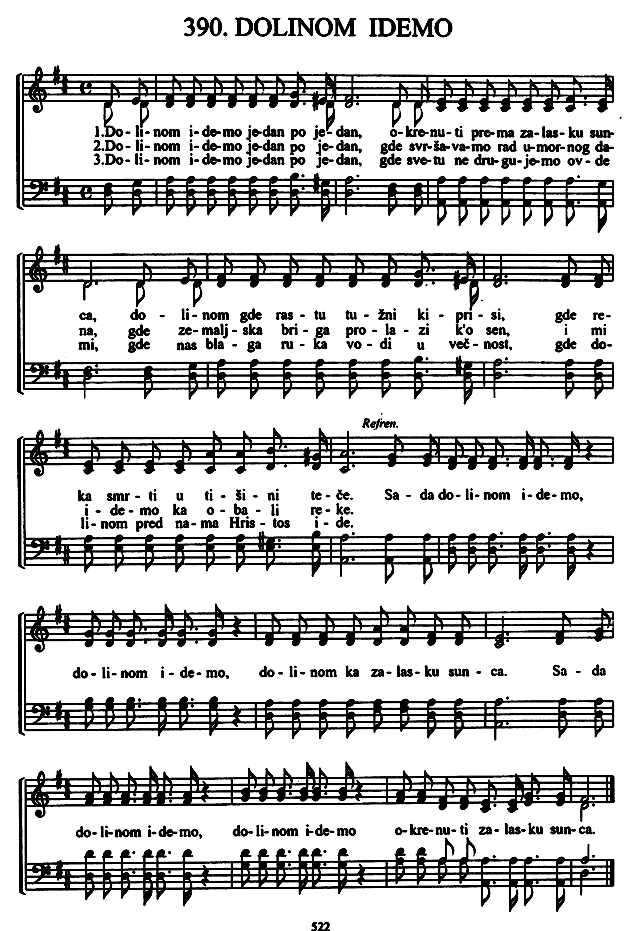 390. DOLINOM IDEMO
1.Do - li - nom i - de - mo je - dan po je - dan, o - kre - nu - ti pre - ma za - las - ku sun -
2.Do - li - nom i - de - mo je - dan po je - dan, gde svr - ša - va - mo rad u - mor - nog da -
3.Do - li - nom i - de - mo je - dan po je - dan, gde sve - tu ne dru - gu - je - mo ov - de
ca, do - li - nom gde ras - tu tu - žni ki - pri - si, gde re -
na, gde ze - malj - ska bri - ga pro - la - zi k'o sen, i mi
mi, gde nas bla - ga ru - ka vo - di u več - nost, gde do -
Refren.
ka smr - ti u ti - ši - ni te - če. Sa - da do - li - nom i - de - mo,
i - de - mo ka o - ba - li re - ke.
li - nom pred na - ma Hris - tos i - de.
do - li - nom i - de - mo, do - li - nom ka za - las - ku sun - ca. Sa - da
do - li - nom i - de - mo, do - li - nom i - de - mo o - kre - nu - ti za - las - ku sun - ca.
522